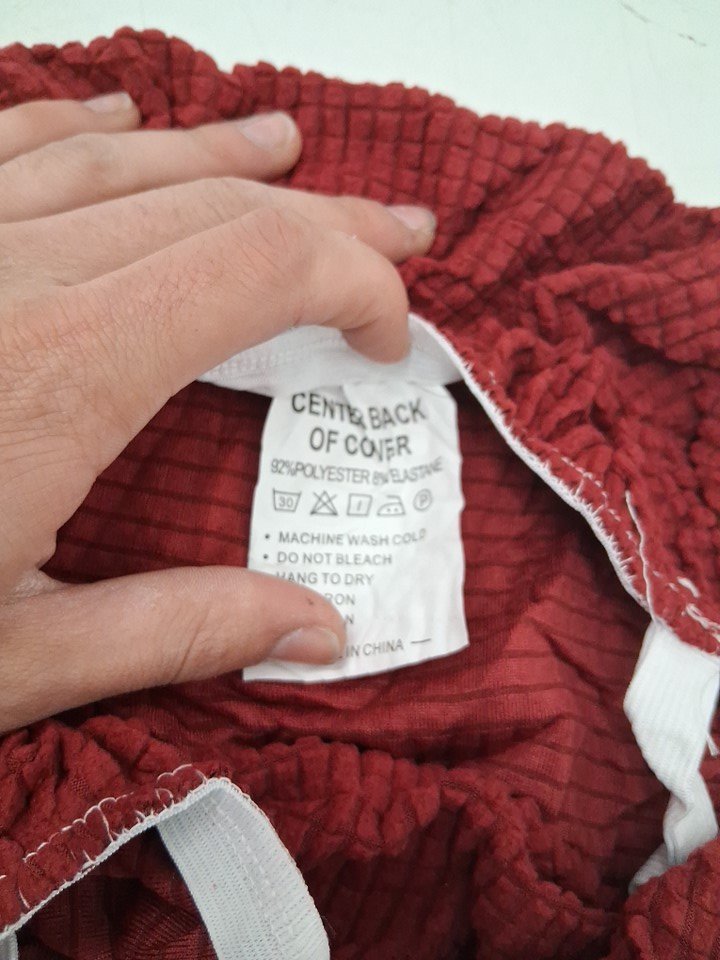 CENTER BACK
OF COVER
92%POLYESTER 8%ELASTANE
30 P
• MACHINE WASH COLD
• DO NOT BLEACH
HANG TO DRY
IN CHINA